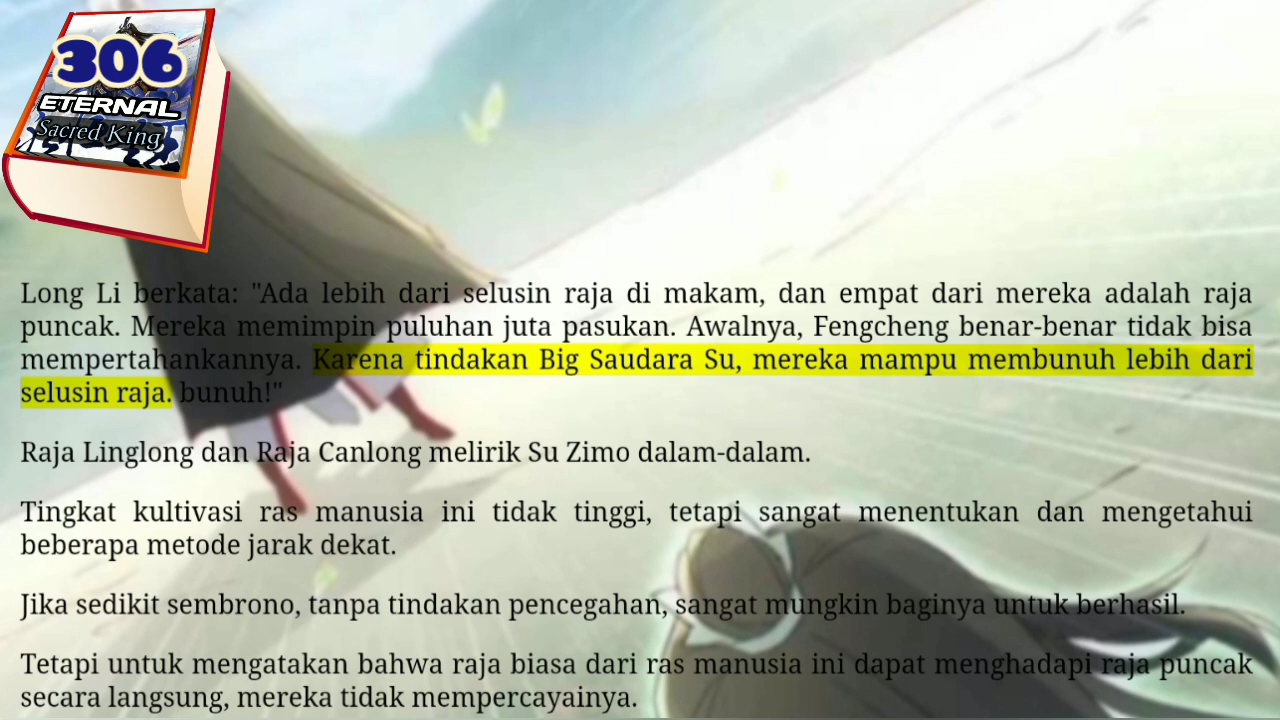 306
ETERNAL
Sacred King
Long Li berkata: "Ada lebih dari selusin raja di makam, dan empat dari mereka adalah raja
puncak. Mereka memimpin puluhan juta pasukan. Awalnya, Fengcheng benar-benar tidak bisa
mempertahankannya. Karena tindakan Big Saudara Su, mereka mampu membunuh lebih dari
selusin raja. bunuh!"
Raja Linglong dan Raja Canlong melirik Su Zimo dalam-dalam.
Tingkat kultivasi ras manusia ini tidak tinggi, tetapi sangat menentukan dan mengetahui
beberapa metode jarak dekat.
Jika sedikit sembrono, tanpa tindakan pencegahan, sangat mungkin baginya untuk berhasil.
Tetapi untuk mengatakan bahwa raja biasa dari ras manusia ini dapat menghadapi raja puncak
secara langsung, mereka tidak mempercayainya.